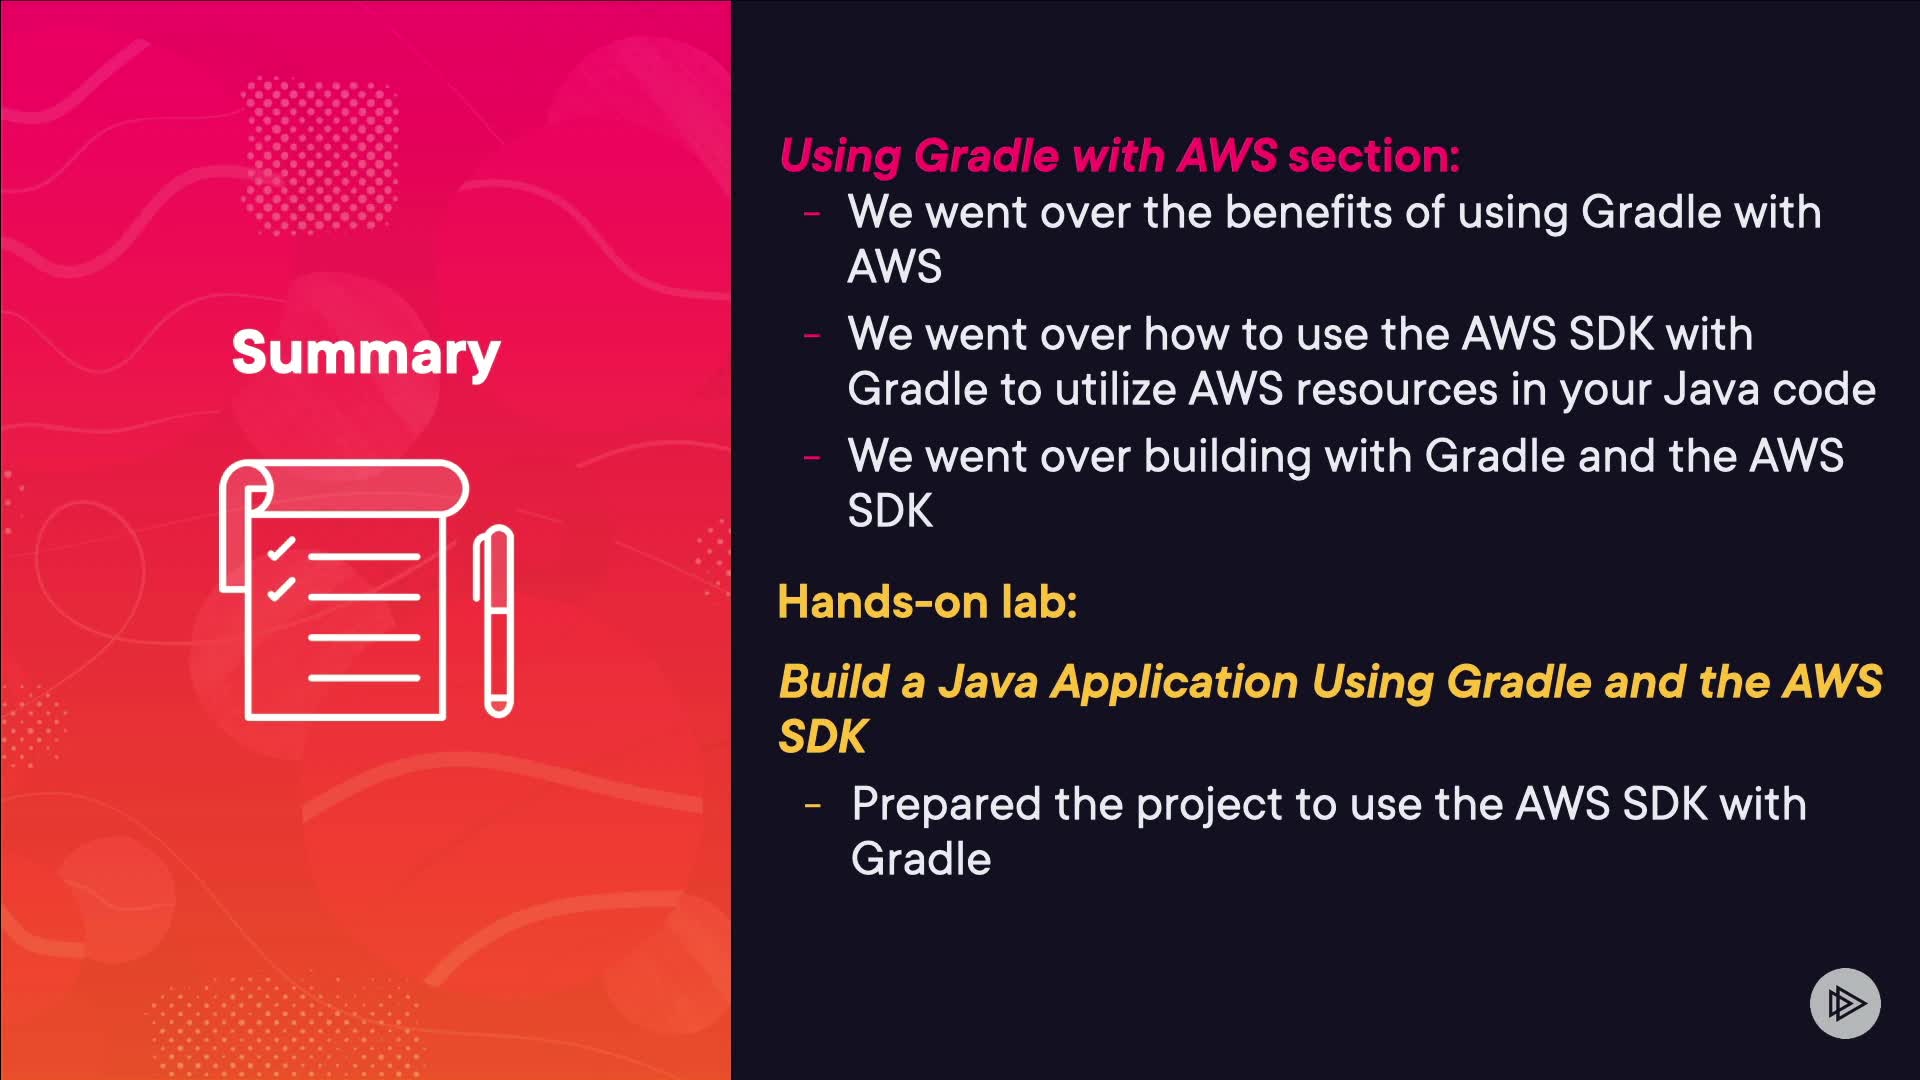 Summary
Using Gradle with AWS section:
- We went over the benefits of using Gradle with
AWS
- We went over how to use the AWS SDK with
Gradle to utilize AWS resources in your Java code
- We went over building with Gradle and the AWS
SDK
Hands-on lab:
Build a Java Application Using Gradle and the AWS
SDK
- Prepared the project to use the AWS SDK with
Gradle